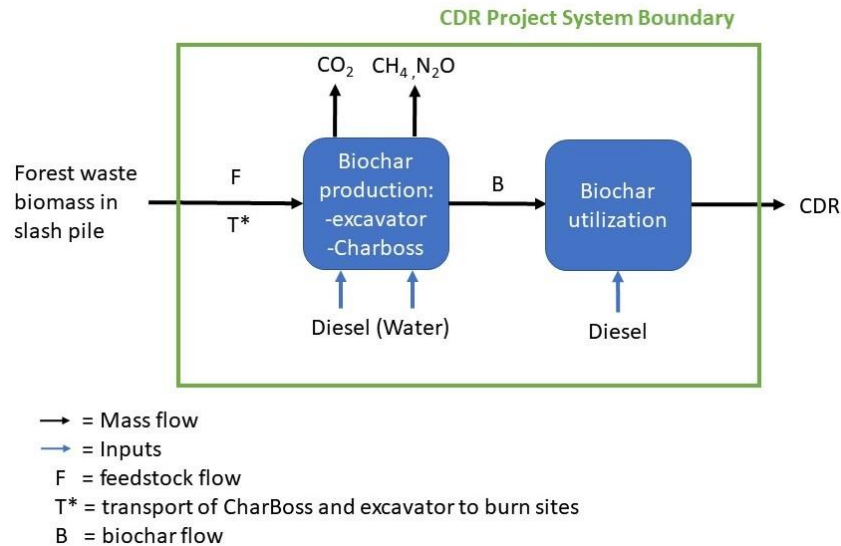 CDR Project System Boundary
CO₂
CH₄ ,N₂O
Forest waste
biomass in
slash pile
F
T*
Biochar
production:
-excavator
-Charboss
B
Biochar
utilization
CDR
Diesel (Water)
Diesel
= Mass flow
= Inputs
F = feedstock flow
T* = transport of CharBoss and excavator to burn sites
B = biochar flow